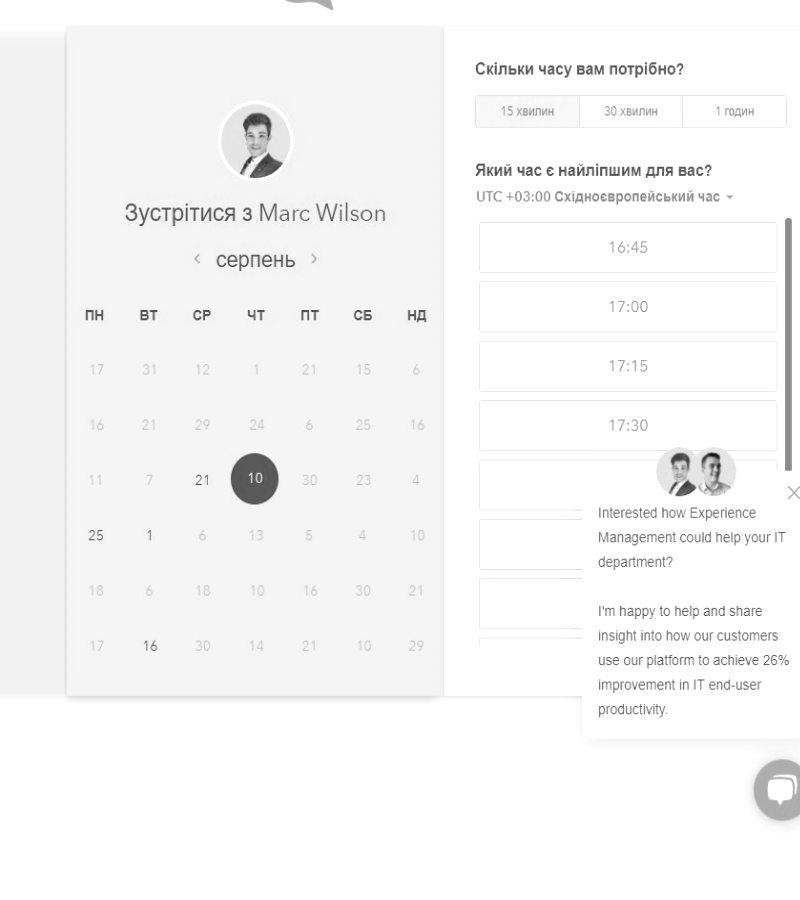 Зустрітися з Marc Wilson
серпень
ПН ВТ СР ЧТ ПТ СБ НД
17 31 12 1 21 15 6
16 21 29 24 6 25 16
11 7 21 10 30 23 4
25 1 6 13 5 4 10
18 6 18 10 16 30 21
17 16 30 14 21 10 29
Скільки часу вам потрібно?
15 хвилин 30 хвилин 1 годин
Який час є найліпшим для вас?
UTC +03:00 Східноєвропейський час
16:45
17:00
17:15
17:30
Interested how Experience
Management could help your IT
department?
I'm happy to help and share
insight into how our customers
use our platform to achieve 26%
improvement in IT end-user
productivity.